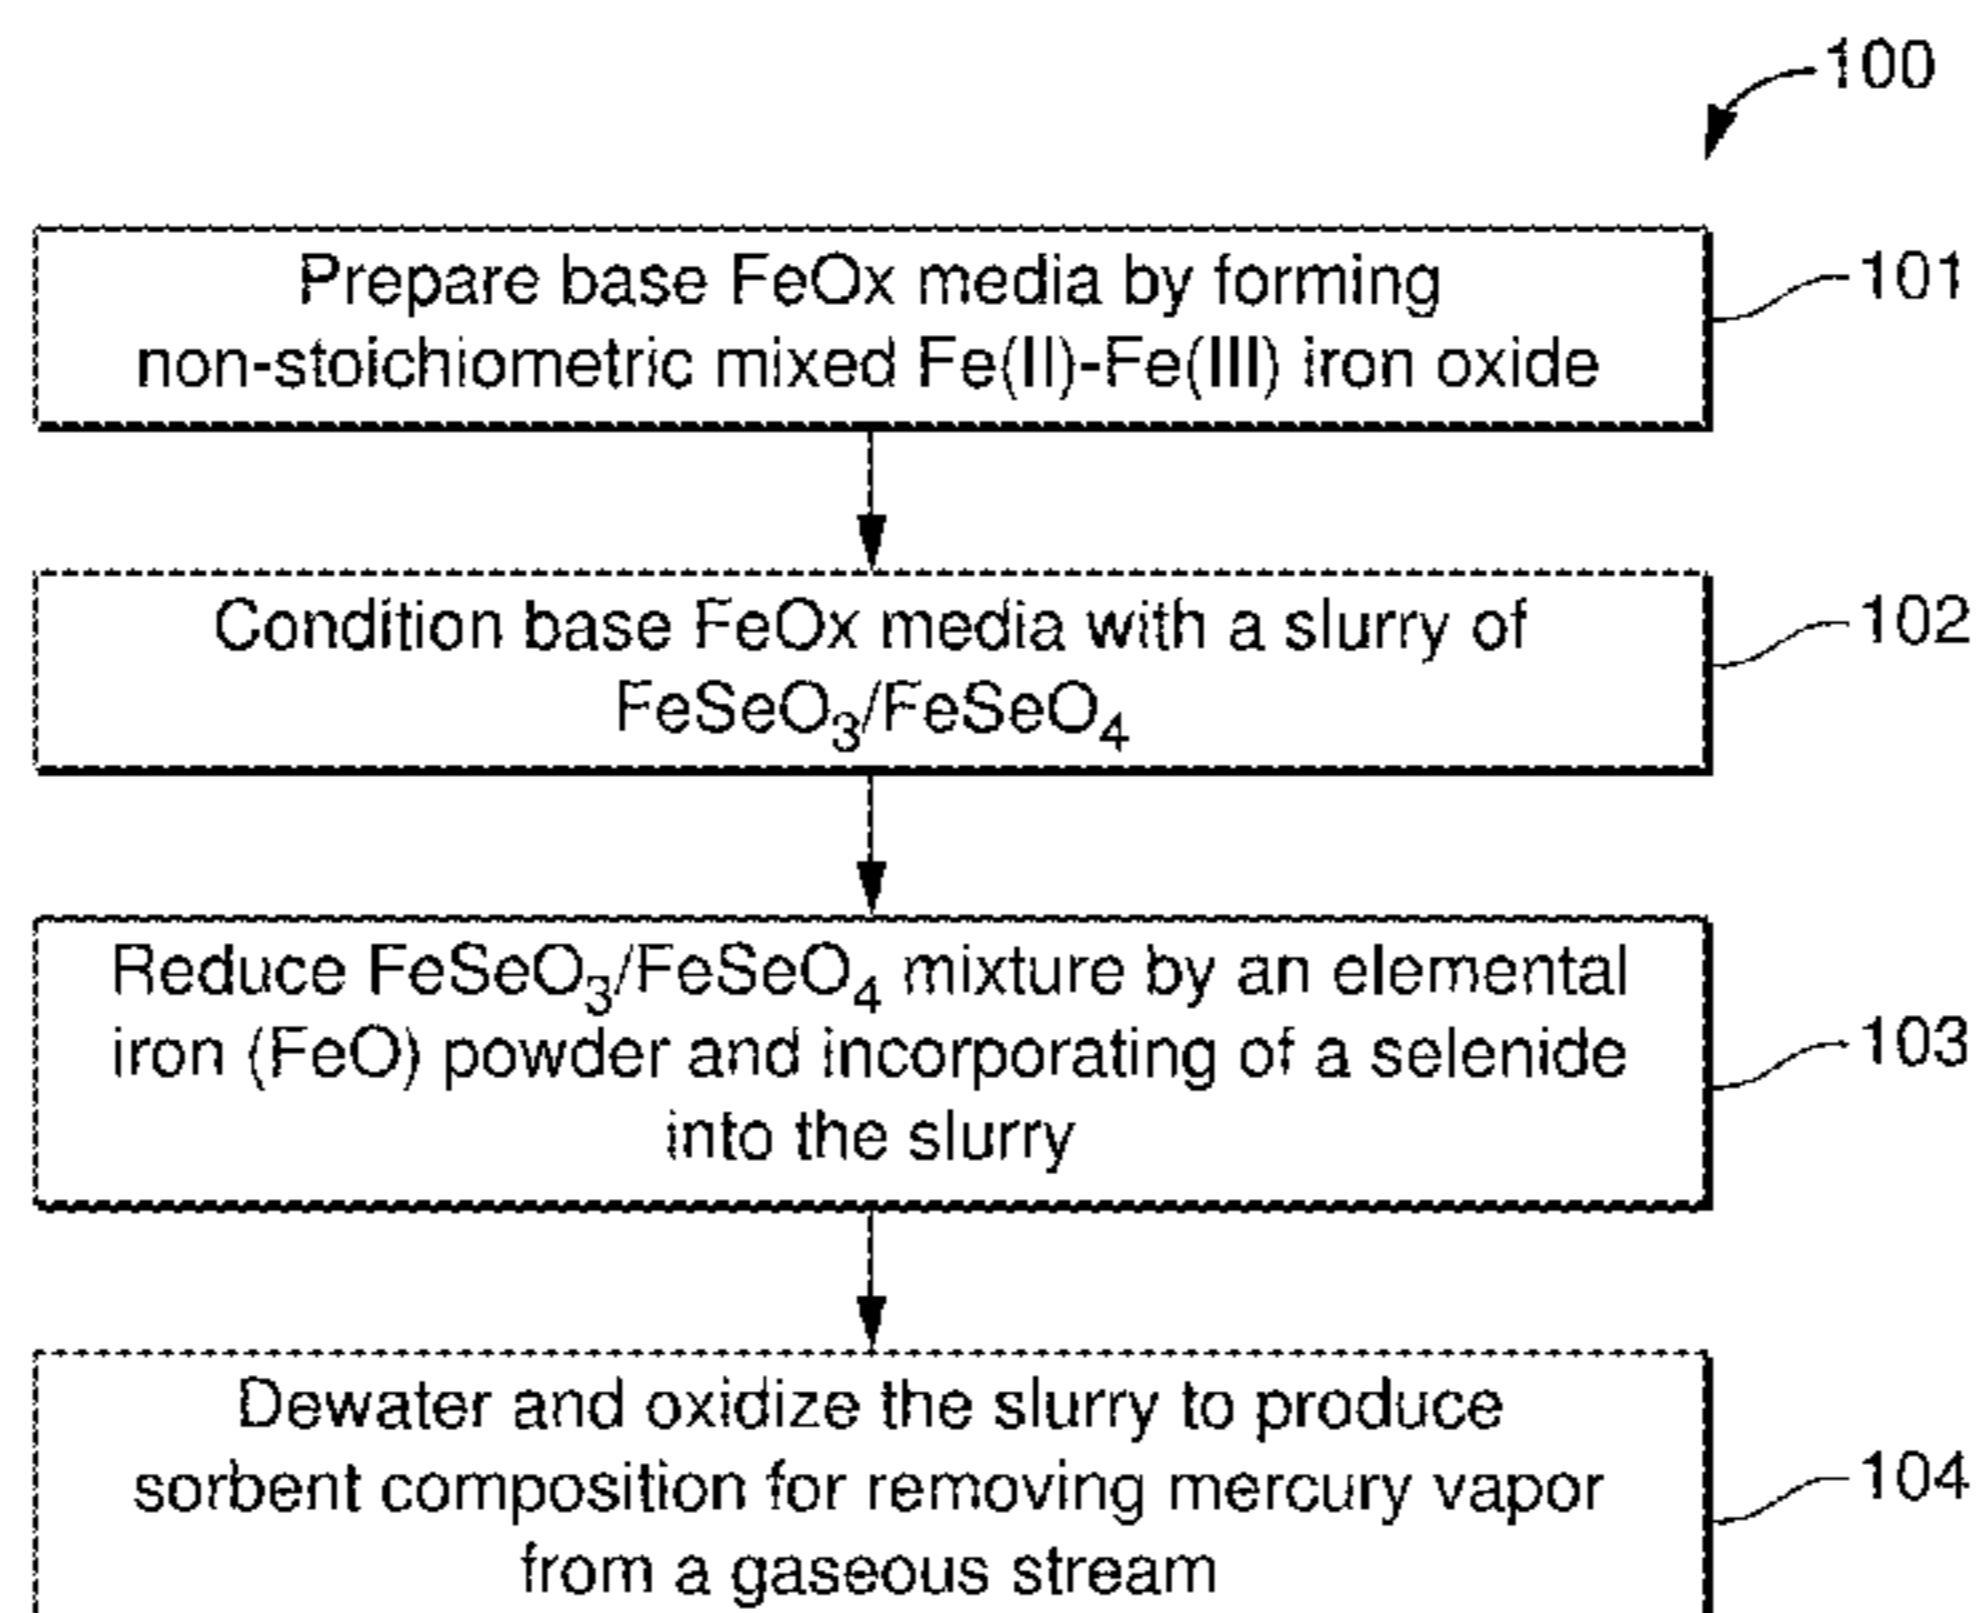 100
Prepare base FeOx media by forming
non-stoichiometric mixed Fe(II)-Fe(III) iron oxide
101
Condition base FeOx media with a slurry of
FeSeO₃/FeSeO₄
102
Reduce FeSeO₃/FeSeO₄ mixture by an elemental
iron (FeO) powder and incorporating of a selenide
into the slurry
103
Dewater and oxidize the slurry to produce
sorbent composition for removing mercury vapor
from a gaseous stream
104